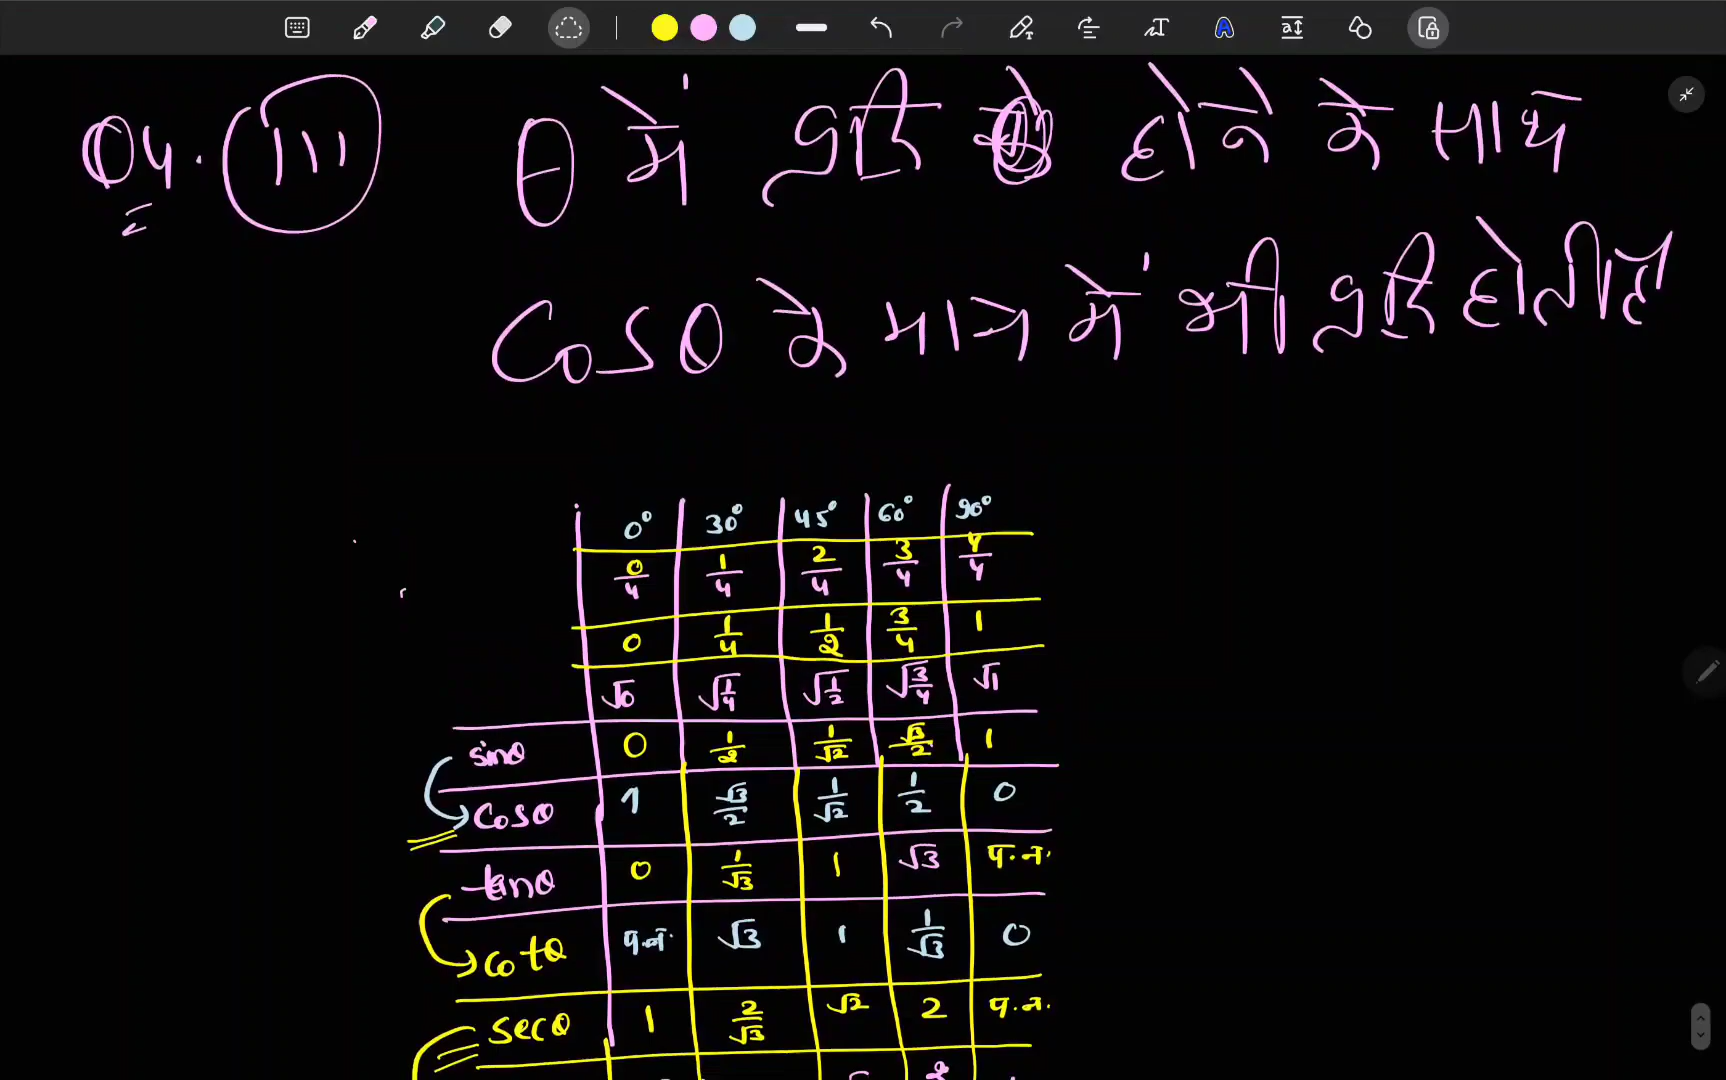 Q4. (iii) θ में वृद्धि होने के साथ
Cosθ के मान में भी वृद्धि होती है
0° 30° 45° 60° 90°
0/4 1/4 2/4 3/4 4/4
0 1/4 1/2 3/4 1
√0 √1/4 √1/2 √3/4 √1
sinθ 0 1/2 1/√2 √3/2 1
Cosθ 1 √3/2 1/√2 1/2 0
tanθ 0 1/√3 1 √3 प.न.
Cotθ प.न. √3 1 1/√3 0
Secθ 1 2/√3 √2 2 प.न.